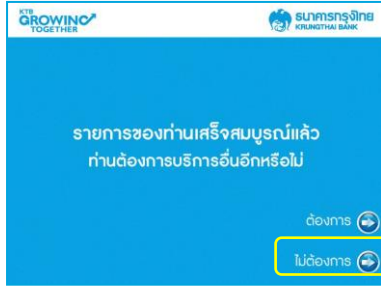 KTB
GROWING
TOGETHER
ธนาคารกรุงไทย
KRUNGTHAI BANK
รายการของท่านเสร็จสมบูรณ์แล้ว
ท่านต้องการบริการอื่นอีกหรือไม่
ต้องการ
ไม่ต้องการ